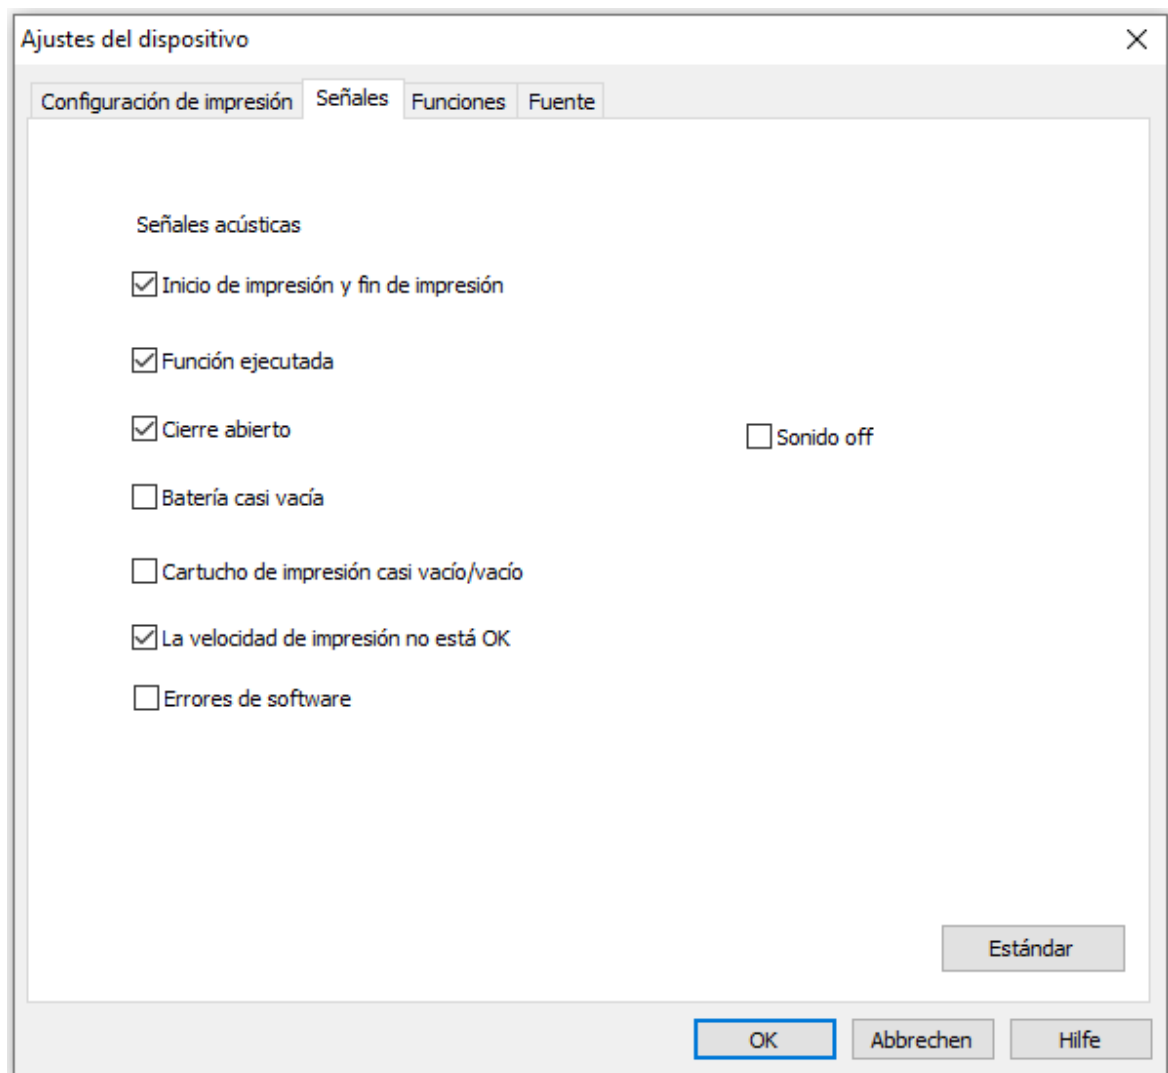 Ajustes del dispositivo
Configuración de impresión Señales Funciones Fuente
Señales acústicas
Inicio de impresión y fin de impresión
Función ejecutada
Cierre abierto
Sonido off
Batería casi vacía
Cartucho de impresión casi vacío/vacío
La velocidad de impresión no está OK
Errores de software
Estándar
OK Abbrechen Hilfe